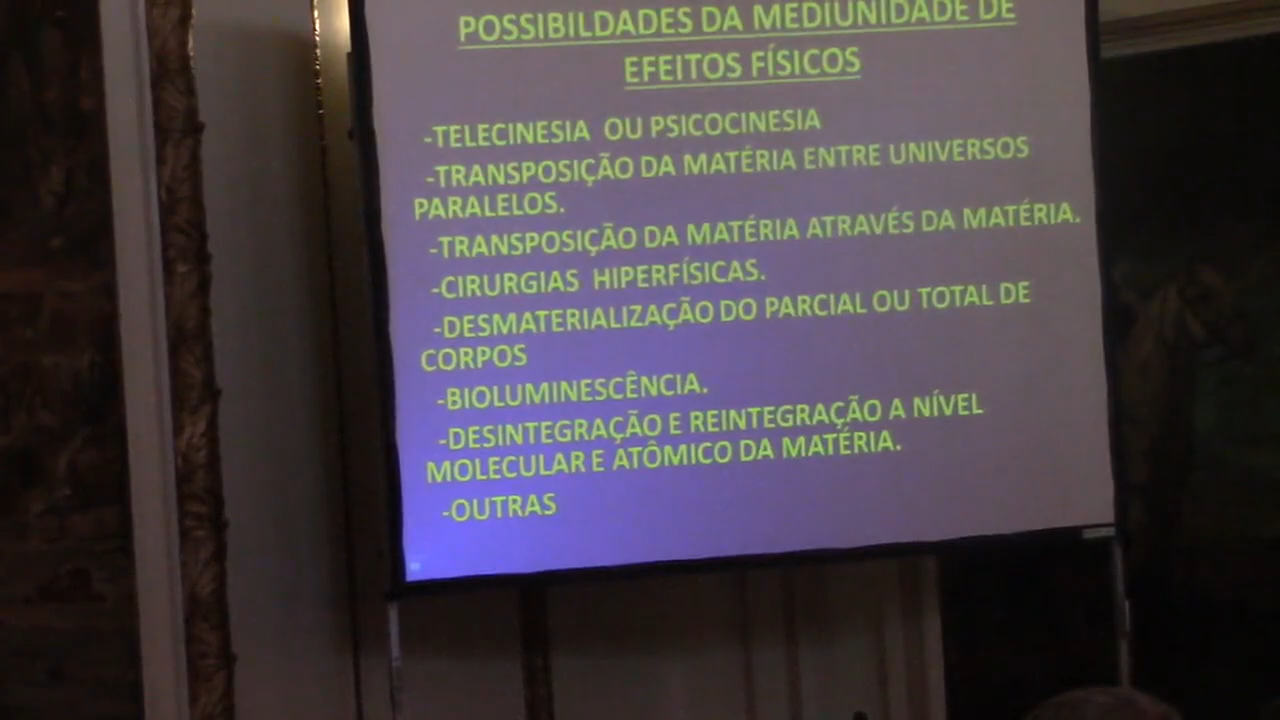 POSSIBILDADES DA MEDIUNIDADE DE
EFEITOS FÍSICOS
-TELECINESIA OU PSICOCINESIA
-TRANSPOSIÇÃO DA MATÉRIA ENTRE UNIVERSOS
PARALELOS.
-TRANSPOSIÇÃO DA MATÉRIA ATRAVÉS DA MATÉRIA.
-CIRURGIAS HIPERFÍSICAS.
-DESMATERIALIZAÇÃO DO PARCIAL OU TOTAL DE
CORPOS
-BIOLUMINESCÊNCIA.
-DESINTEGRAÇÃO E REINTEGRAÇÃO A NÍVEL
MOLECULAR E ATÔMICO DA MATÉRIA.
-OUTRAS